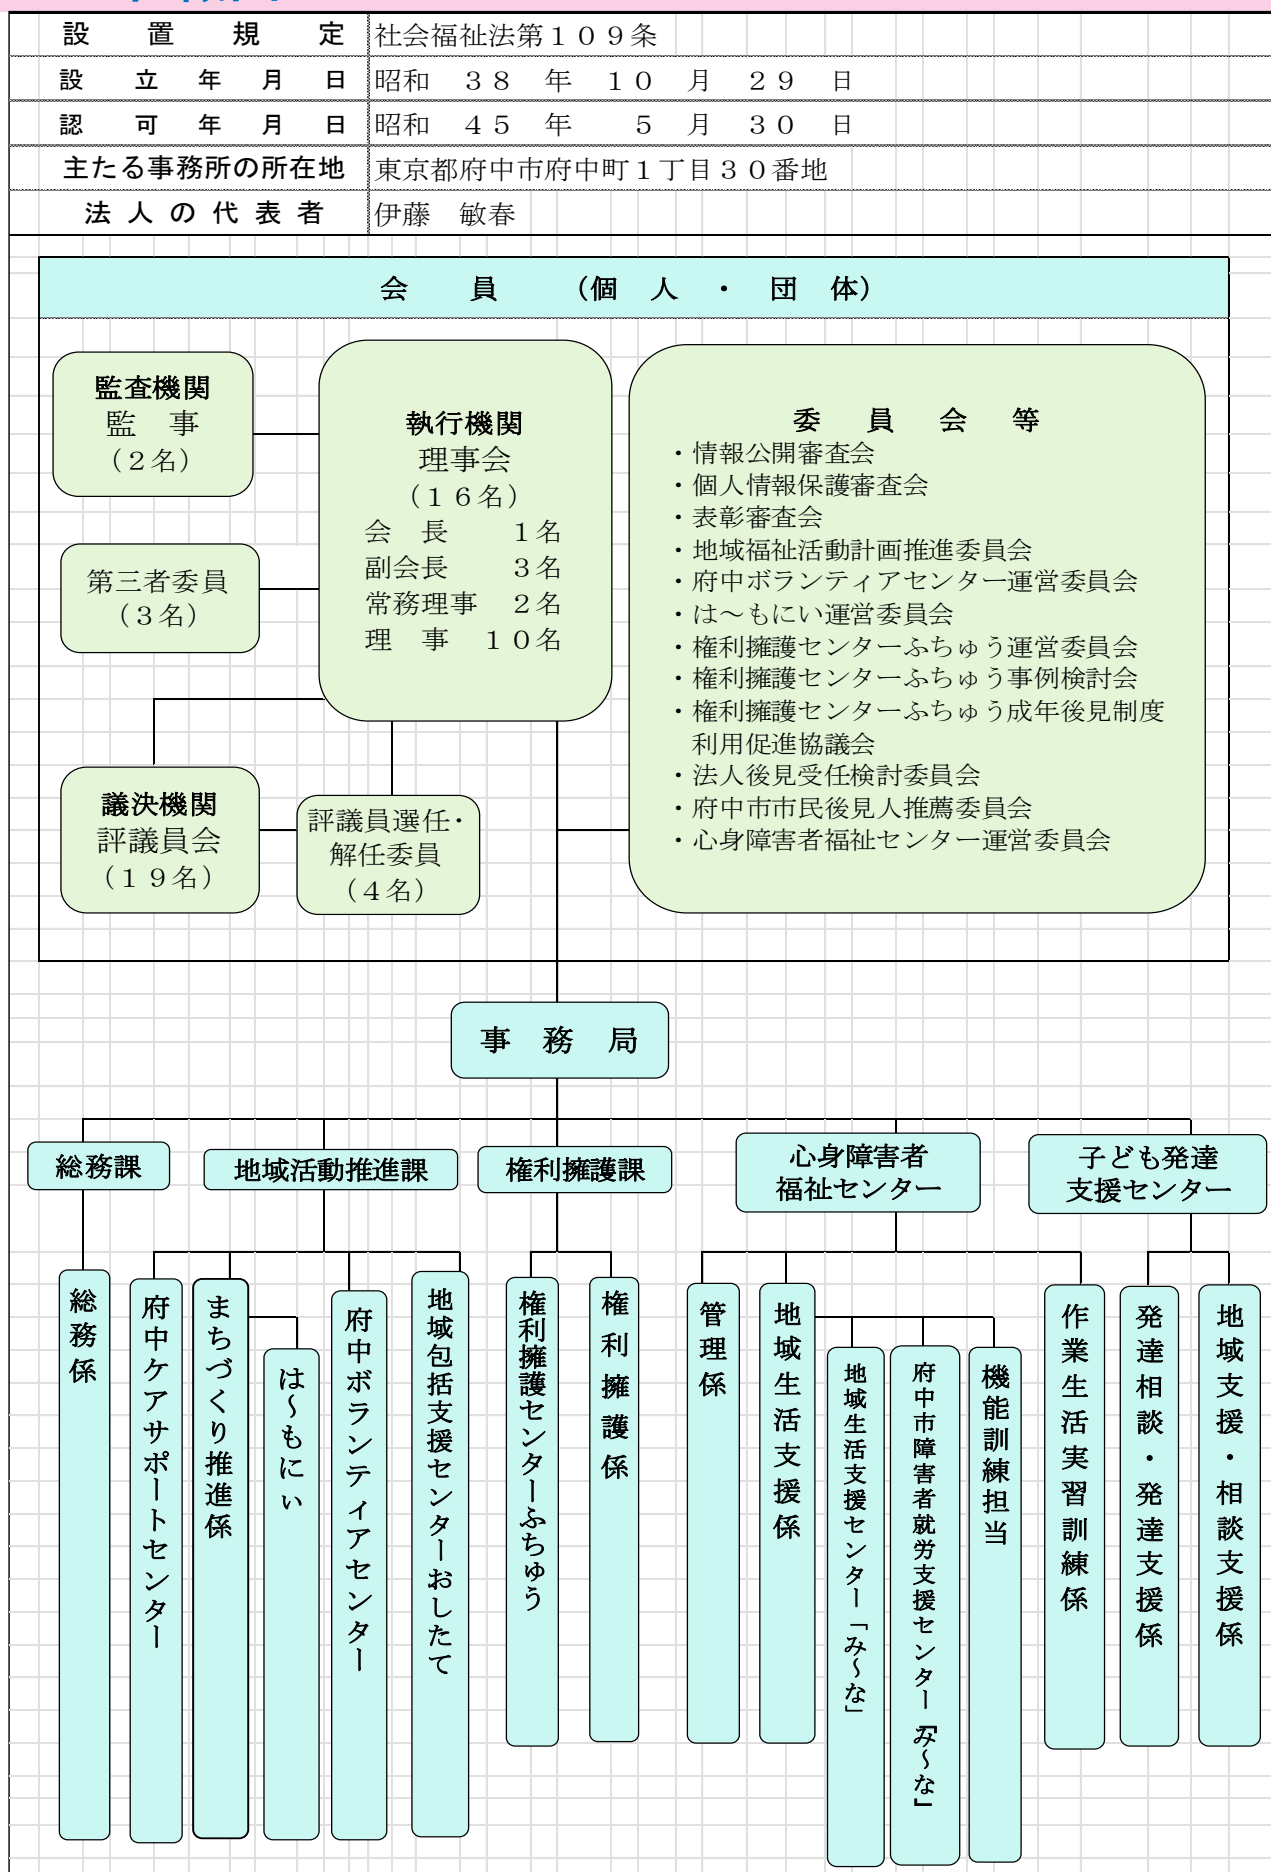 設置規定 社会福祉法第１０９条
設立年月日 昭和　３８　年　１０　月　２９　日
認可年月日 昭和　４５　年　　５　月　３０　日
主たる事務所の所在地 東京都府中市府中町１丁目３０番地
法人の代表者 伊藤　敏春
会　員　（個　人　・　団　体）
監査機関
監　事
（２名）
第三者委員
（３名）
執行機関
理事会
（１６名）
会　長　　１名
副会長　　３名
常務理事　２名
理　事　１０名
議決機関
評議員会
（１９名）
評議員選任・
解任委員
（４名）
委　員　会　等
・情報公開審査会
・個人情報保護審査会
・表彰審査会
・地域福祉活動計画推進委員会
・府中ボランティアセンター運営委員会
・は～もにい運営委員会
・権利擁護センターふちゅう運営委員会
・権利擁護センターふちゅう事例検討会
・権利擁護センターふちゅう成年後見制度
利用促進協議会
・法人後見受任検討委員会
・府中市市民後見人推薦委員会
・心身障害者福祉センター運営委員会
事　務　局
総務課
地域活動推進課
権利擁護課
心身障害者
福祉センター
子ども発達
支援センター
総務係
府中ケアサポートセンター
まちづくり推進係
は～もにい
府中ボランティアセンター
地域包括支援センターおしたて
権利擁護センターふちゅう
権利擁護係
管理係
地域生活支援係
地域生活支援センター「み～な」
府中市障害者就労支援センター「み～な」
機能訓練担当
作業生活実習訓練係
発達相談・発達支援係
地域支援・相談支援係